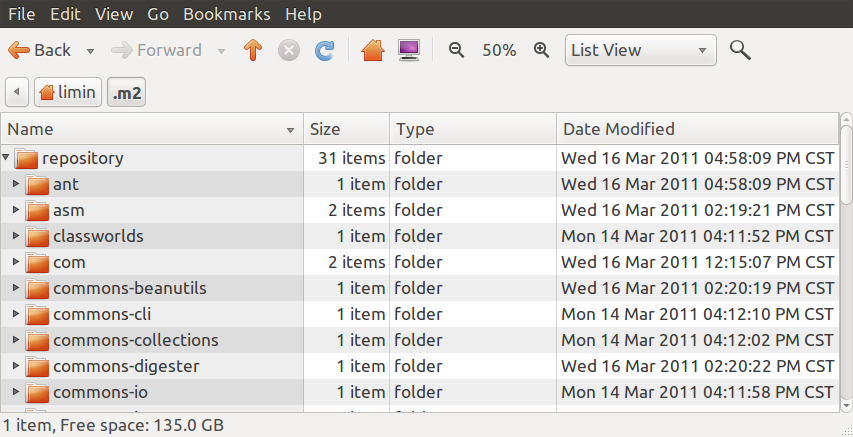 File Edit View Go Bookmarks Help
Back Forward 50% List View
limin .m2
Name Size Type Date Modified
repository 31 items folder Wed 16 Mar 2011 04:58:09 PM CST
ant 1 item folder Wed 16 Mar 2011 04:58:09 PM CST
asm 2 items folder Wed 16 Mar 2011 02:19:21 PM CST
classworlds 1 item folder Mon 14 Mar 2011 04:11:52 PM CST
com 2 items folder Wed 16 Mar 2011 12:15:07 PM CST
commons-beanutils 1 item folder Wed 16 Mar 2011 02:20:19 PM CST
commons-cli 1 item folder Mon 14 Mar 2011 04:12:10 PM CST
commons-collections 1 item folder Mon 14 Mar 2011 04:12:02 PM CST
commons-digester 1 item folder Wed 16 Mar 2011 02:20:22 PM CST
commons-io 1 item folder Mon 14 Mar 2011 04:11:58 PM CST
1 item, Free space: 135.0 GB